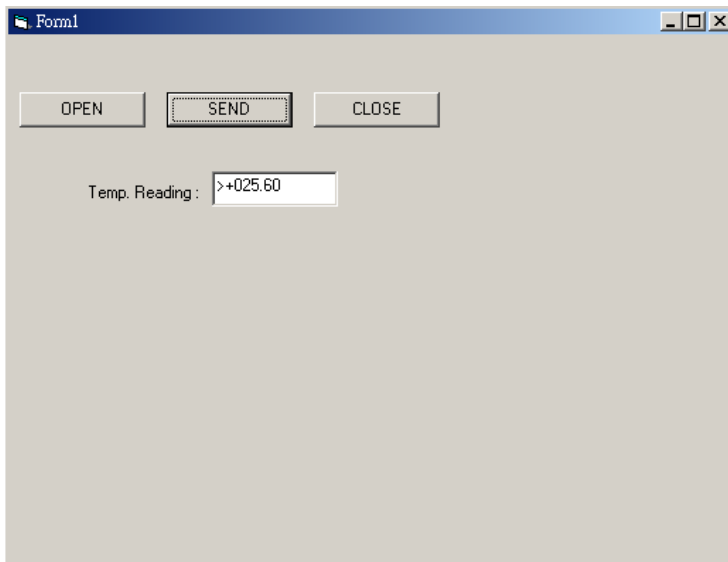 Form1
OPEN SEND CLOSE
Temp. Reading : >+025.60